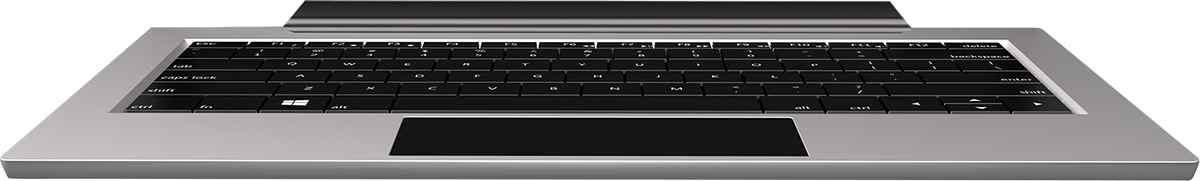 esc F1 F2 F3 F4 F5 F6 F7 F8 F9 F10 F11 F12 delete
backspace
tab Q W E R T Y U I O P
caps lock A S D F G H J K L enter
shift Z X C V B N M shift
ctrl fn alt alt ctrl